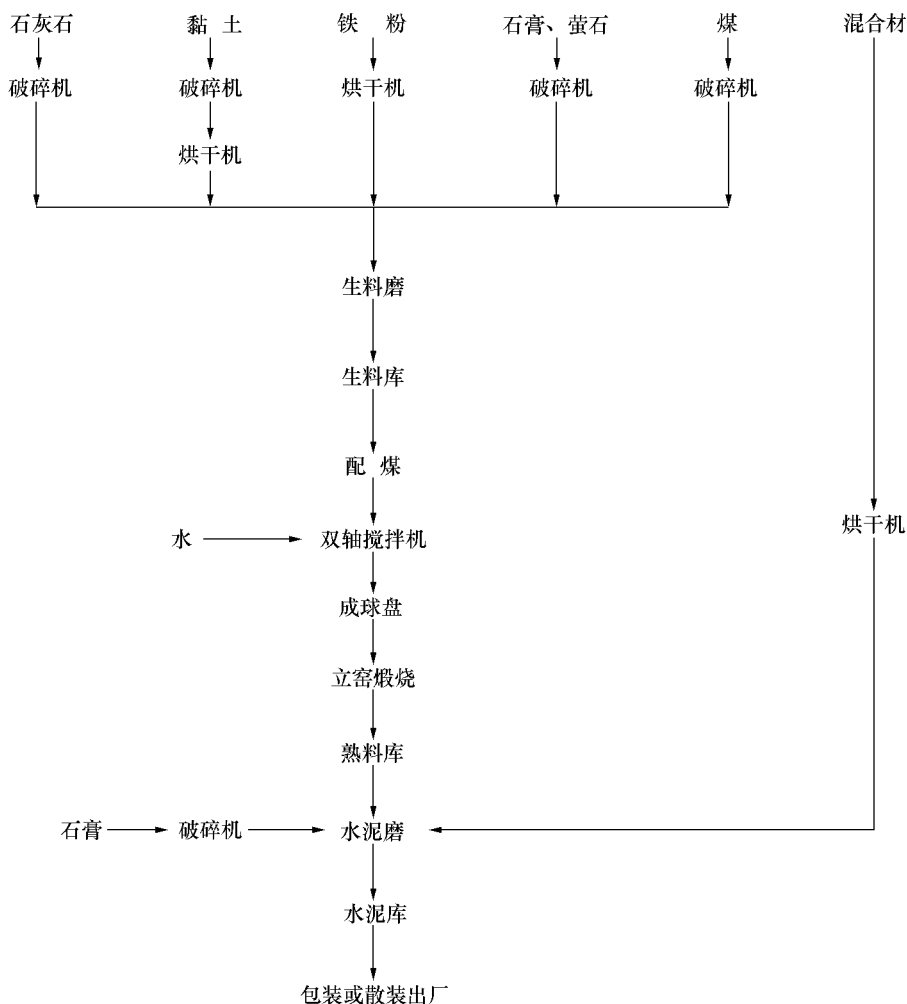 石灰石 黏土 铁粉 石膏、萤石 煤 混合材
破碎机 破碎机 烘干机 破碎机 破碎机
烘干机
生料磨
生料库
配煤
烘干机
水 双轴搅拌机
成球盘
立窑煅烧
熟料库
石膏 破碎机 水泥磨
水泥库
包装或散装出厂